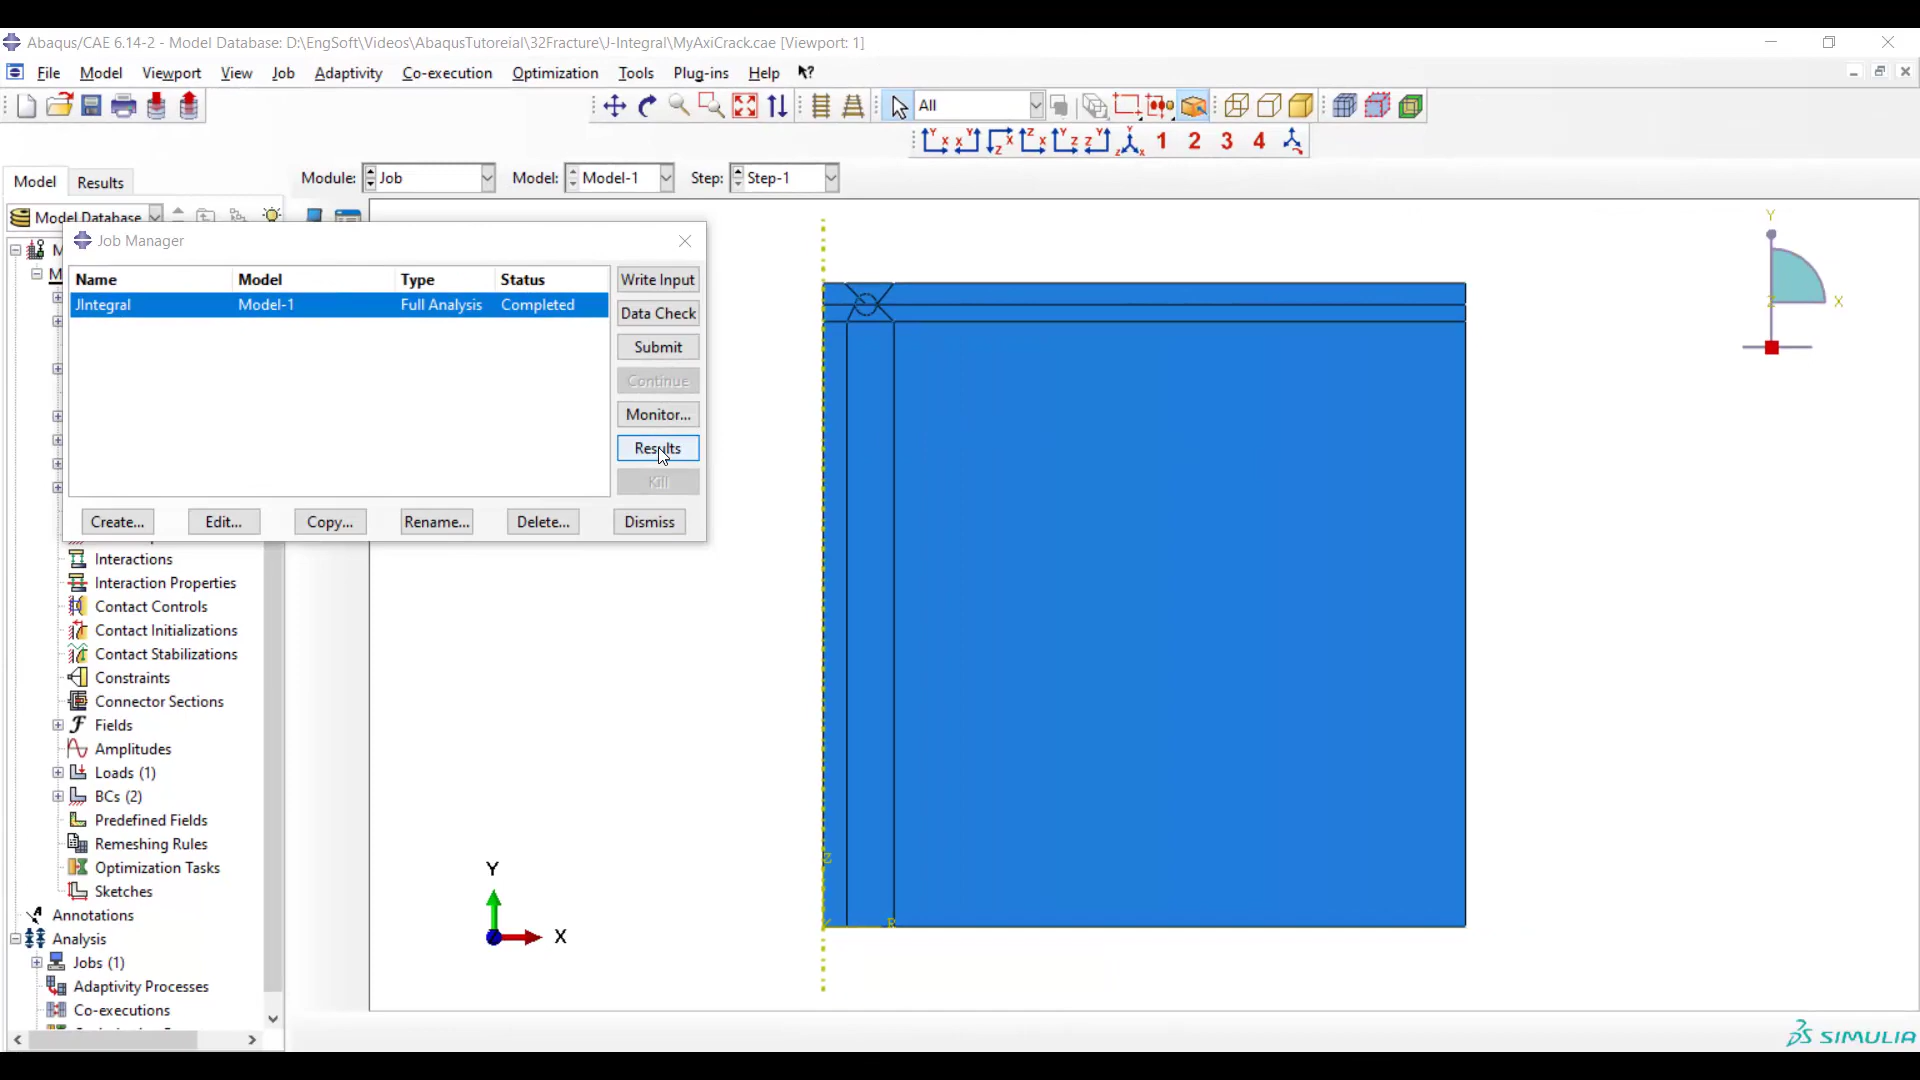 Abaqus/CAE 6.14-2 - Model Database: D:\EngSoft\Videos\AbaqusTutoreial\32Fracture\J-Integral\MyAxiCrack.cae [Viewport: 1]
File Model Viewport View Job Adaptivity Co-execution Optimization Tools Plug-ins Help
All
1 2 3 4
Module: Job Model: Model-1 Step: Step-1
Model Results
Model Database
Job Manager
Name Model Type Status
JIntegral Model-1 Full Analysis Completed
Write Input
Data Check
Submit
Continue
Monitor...
Results
Kill
Create... Edit... Copy... Rename... Delete... Dismiss
Interactions
Interaction Properties
Contact Controls
Contact Initializations
Contact Stabilizations
Constraints
Connector Sections
Fields
Amplitudes
Loads (1)
BCs (2)
Predefined Fields
Remeshing Rules
Optimization Tasks
Sketches
Annotations
Analysis
Jobs (1)
Adaptivity Processes
Co-executions
Y
X
Z
Y
X
Z
R
SIMULIA